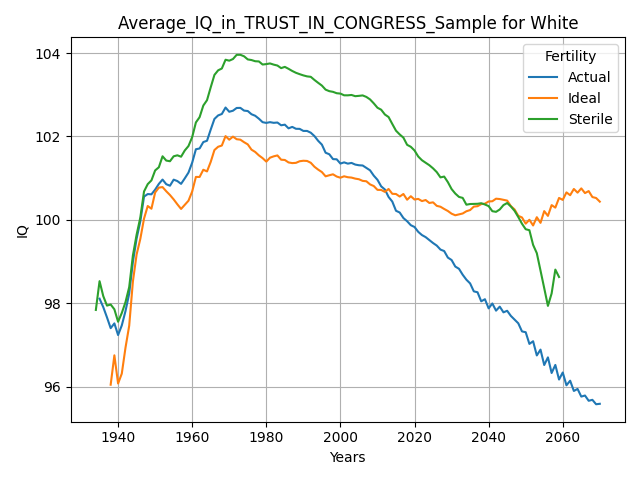 Average_IQ_in_TRUST_IN_CONGRESS_Sample for White
Fertility
Actual
Ideal
Sterile
IQ
104
102
100
98
96
1940
1960
1980
2000
2020
2040
2060
Years